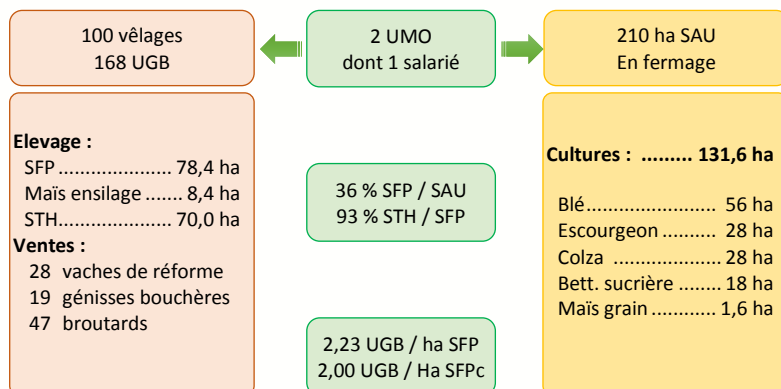 100 vêlages
168 UGB
2 UMO
dont 1 salarié
210 ha SAU
En fermage
Elevage :
SFP ...................... 78,4 ha
Maïs ensilage ....... 8,4 ha
STH...................... 70,0 ha
Ventes :
28 vaches de réforme
19 génisses bouchères
47 broutards
36 % SFP / SAU
93 % STH / SFP
2,23 UGB / ha SFP
2,00 UGB / Ha SFPc
Cultures : ......... 131,6 ha
Blé......................... 56 ha
Escourgeon ........... 28 ha
Colza ..................... 28 ha
Bett. sucrière ........ 18 ha
Maïs grain ............ 1,6 ha